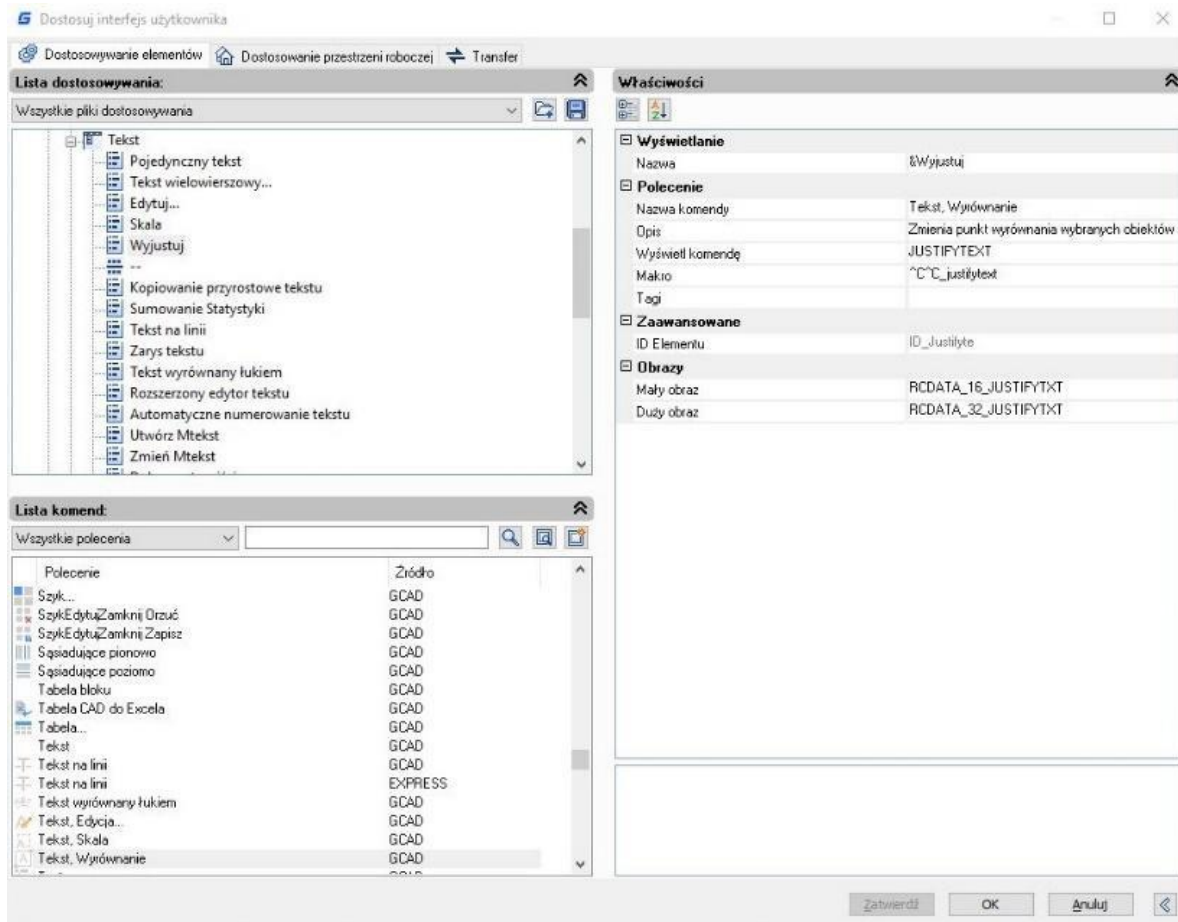 Dostosuj interfejs użytkownika
Dostosowywanie elementów Dostosowanie przestrzeni roboczej Transfer
Lista dostosowywania:
Wszystkie pliki dostosowywania
Tekst
Pojedynczny tekst
Tekst wielowierszowy...
Edytuj...
Skala
Wyjustuj
--
Kopiowanie przyrostowe tekstu
Sumowanie Statystyki
Tekst na linii
Zarys tekstu
Tekst wyrównany łukiem
Rozszerzony edytor tekstu
Automatyczne numerowanie tekstu
Utwórz Mtekst
Zmień Mtekst
Lista komend:
Wszystkie polecenia
Polecenie Źródło
Szyk... GCAD
SzykEdytujZamknij Orzuć GCAD
SzykEdytujZamknij Zapisz GCAD
Sąsiadujące pionowo GCAD
Sąsiadujące poziomo GCAD
Tabela bloku GCAD
Tabela CAD do Excela GCAD
Tabela... GCAD
Tekst GCAD
Tekst na linii GCAD
Tekst na linii EXPRESS
Tekst wyrównany łukiem GCAD
Tekst, Edycja... GCAD
Tekst, Skala GCAD
Tekst, Wyrównanie GCAD
Właściwości
Wyświetlanie
Nazwa &Wyjustuj
Polecenie
Nazwa komendy Tekst, Wyrównanie
Opis Zmienia punkt wyrównania wybranych obiektów
Wyświetl komendę JUSTIFYTEXT
Makro ^C^C_justifytext
Tagi
Zaawansowane
ID Elementu ID_Justifyte
Obrazy
Mały obraz RCDATA_16_JUSTIFYTXT
Duży obraz RCDATA_32_JUSTIFYTXT
Zatwierdź OK Anuluj